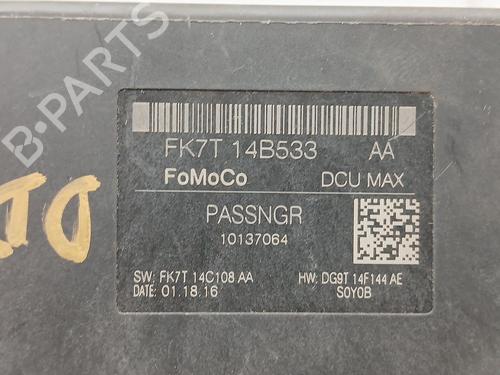 B-PARTS
FK7T 14B533 AA
FoMoCo DCU MAX
PASSNGR
10137064
SW: FK7T 14C108 AA HW: DG9T 14F144 AE
DATE: 01.18.16 S0Y0B